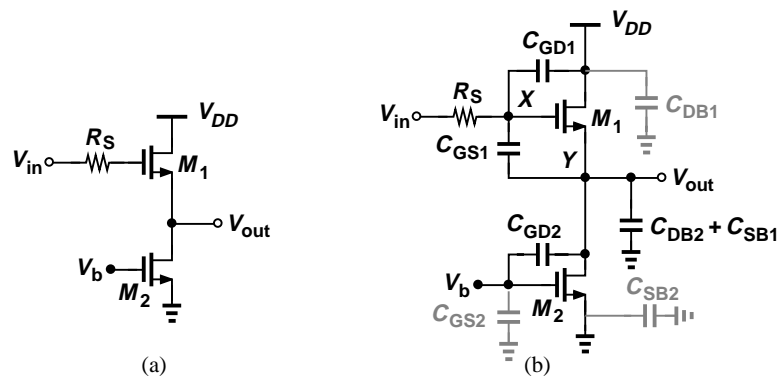 V_DD
R_S
V_in
M_1
V_out
V_b
M_2
(a)
V_DD
C_GD1
X
R_S
V_in
M_1
C_DB1
C_GS1
Y
V_out
C_GD2
C_DB2 + C_SB1
V_b
M_2
C_SB2
C_GS2
(b)